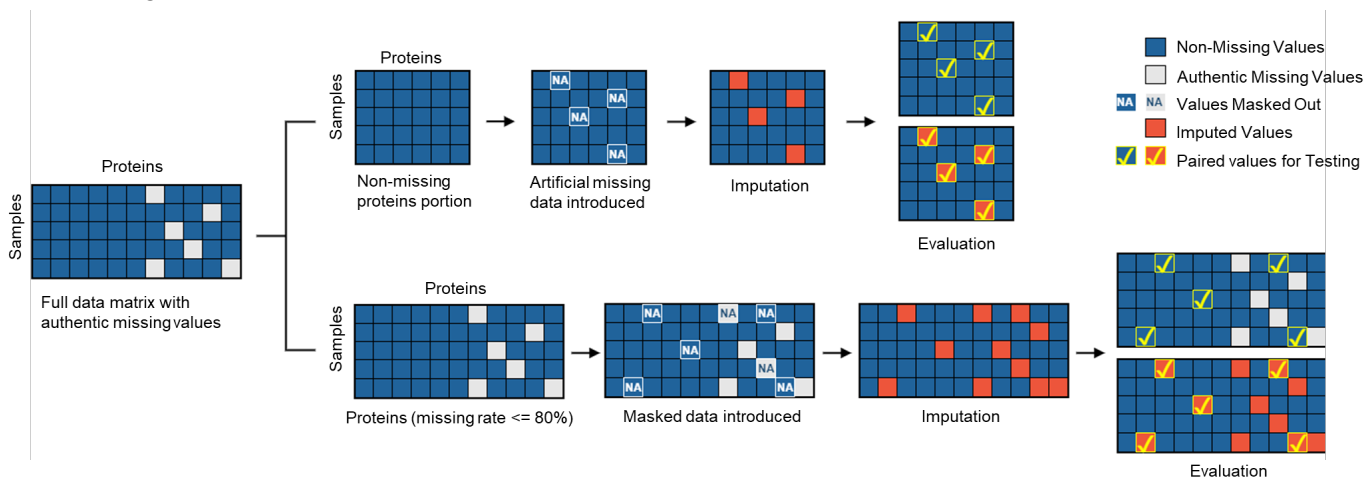 Proteins
Samples
Full data matrix with
authentic missing values
Proteins
Samples
Non-missing
proteins portion
NA
NA
NA
NA
Artificial missing
data introduced
Imputation
Evaluation
Non-Missing Values
Authentic Missing Values
NA NA Values Masked Out
Imputed Values
Paired values for Testing
Proteins
Samples
Proteins (missing rate <= 80%)
NA NA NA
NA
NA
NA NA
Masked data introduced
Imputation
Evaluation